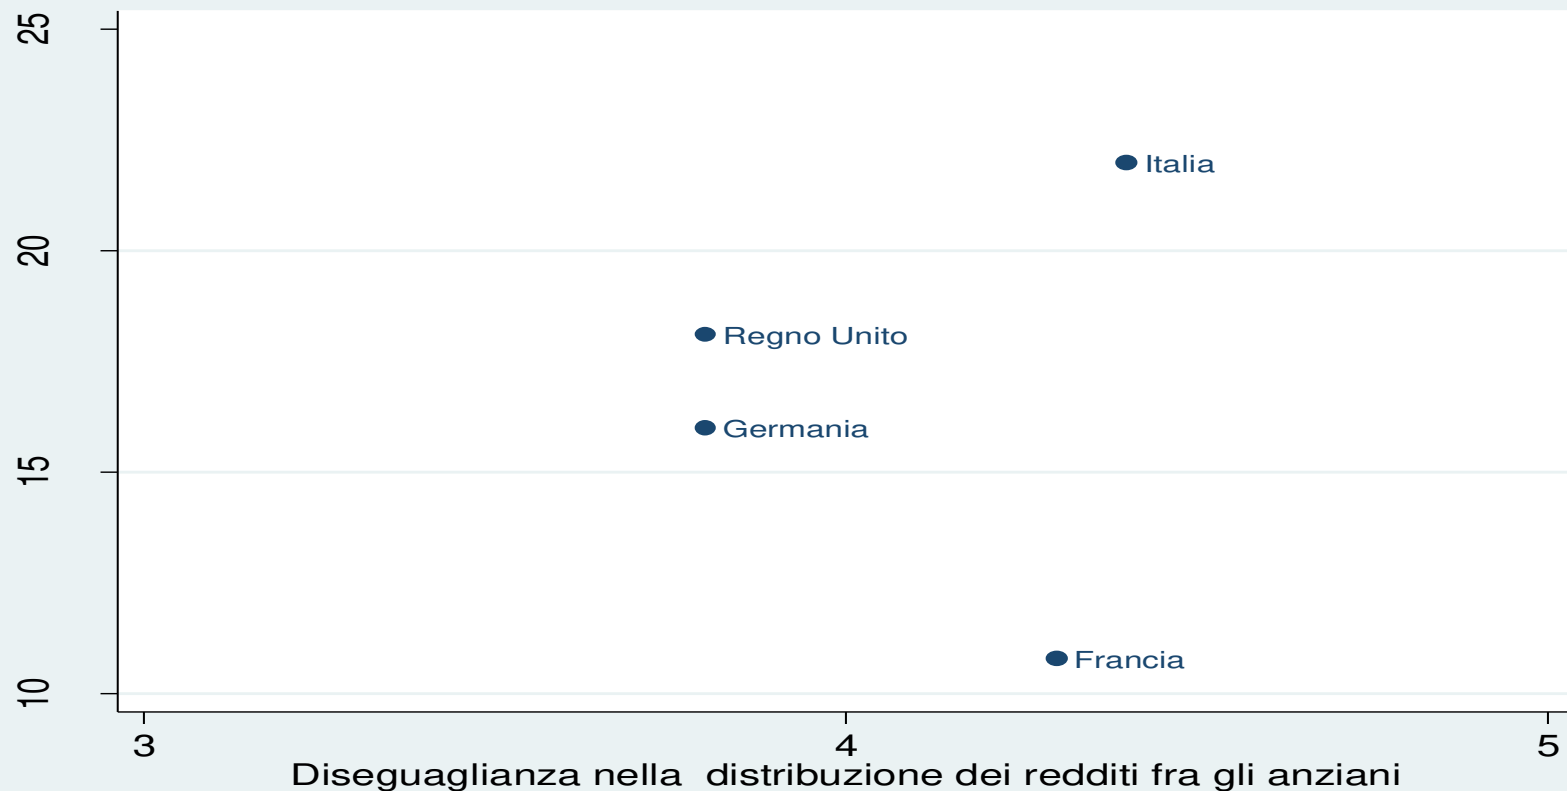 25
Italia
20
Regno Unito
Germania
15
Francia
10
3 4 5
Diseguaglianza nella  distribuzione dei redditi fra gli anziani